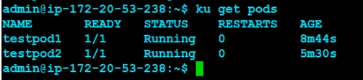 admin@ip-172-20-53-238:~$ ku get pods
NAME READY STATUS RESTARTS AGE
testpod1 1/1 Running 0 8m44s
testpod2 1/1 Running 0 5m30s
admin@ip-172-20-53-238:~$